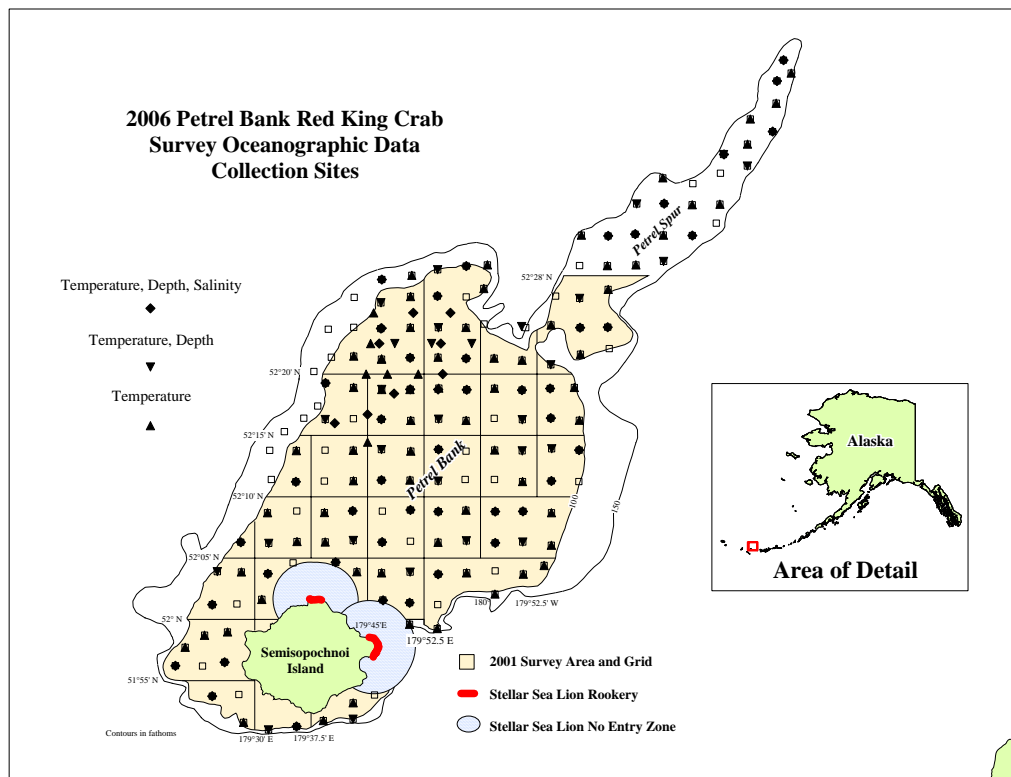 2006 Petrel Bank Red King Crab
Survey Oceanographic Data
Collection Sites
Temperature, Depth, Salinity
Temperature, Depth
Temperature
Petrel Spur
52°28' N
52°20' N
52°15' N
Petrel Bank
52°10' N
100
150
52°05' N
180°
179°52.5' W
52° N
179°45'E
179°52.5 E
Semisopochnoi
Island
51°55' N
179°30' E
179°37.5' E
Contours in fathoms
2001 Survey Area and Grid
Stellar Sea Lion Rookery
Stellar Sea Lion No Entry Zone
Alaska
Area of Detail